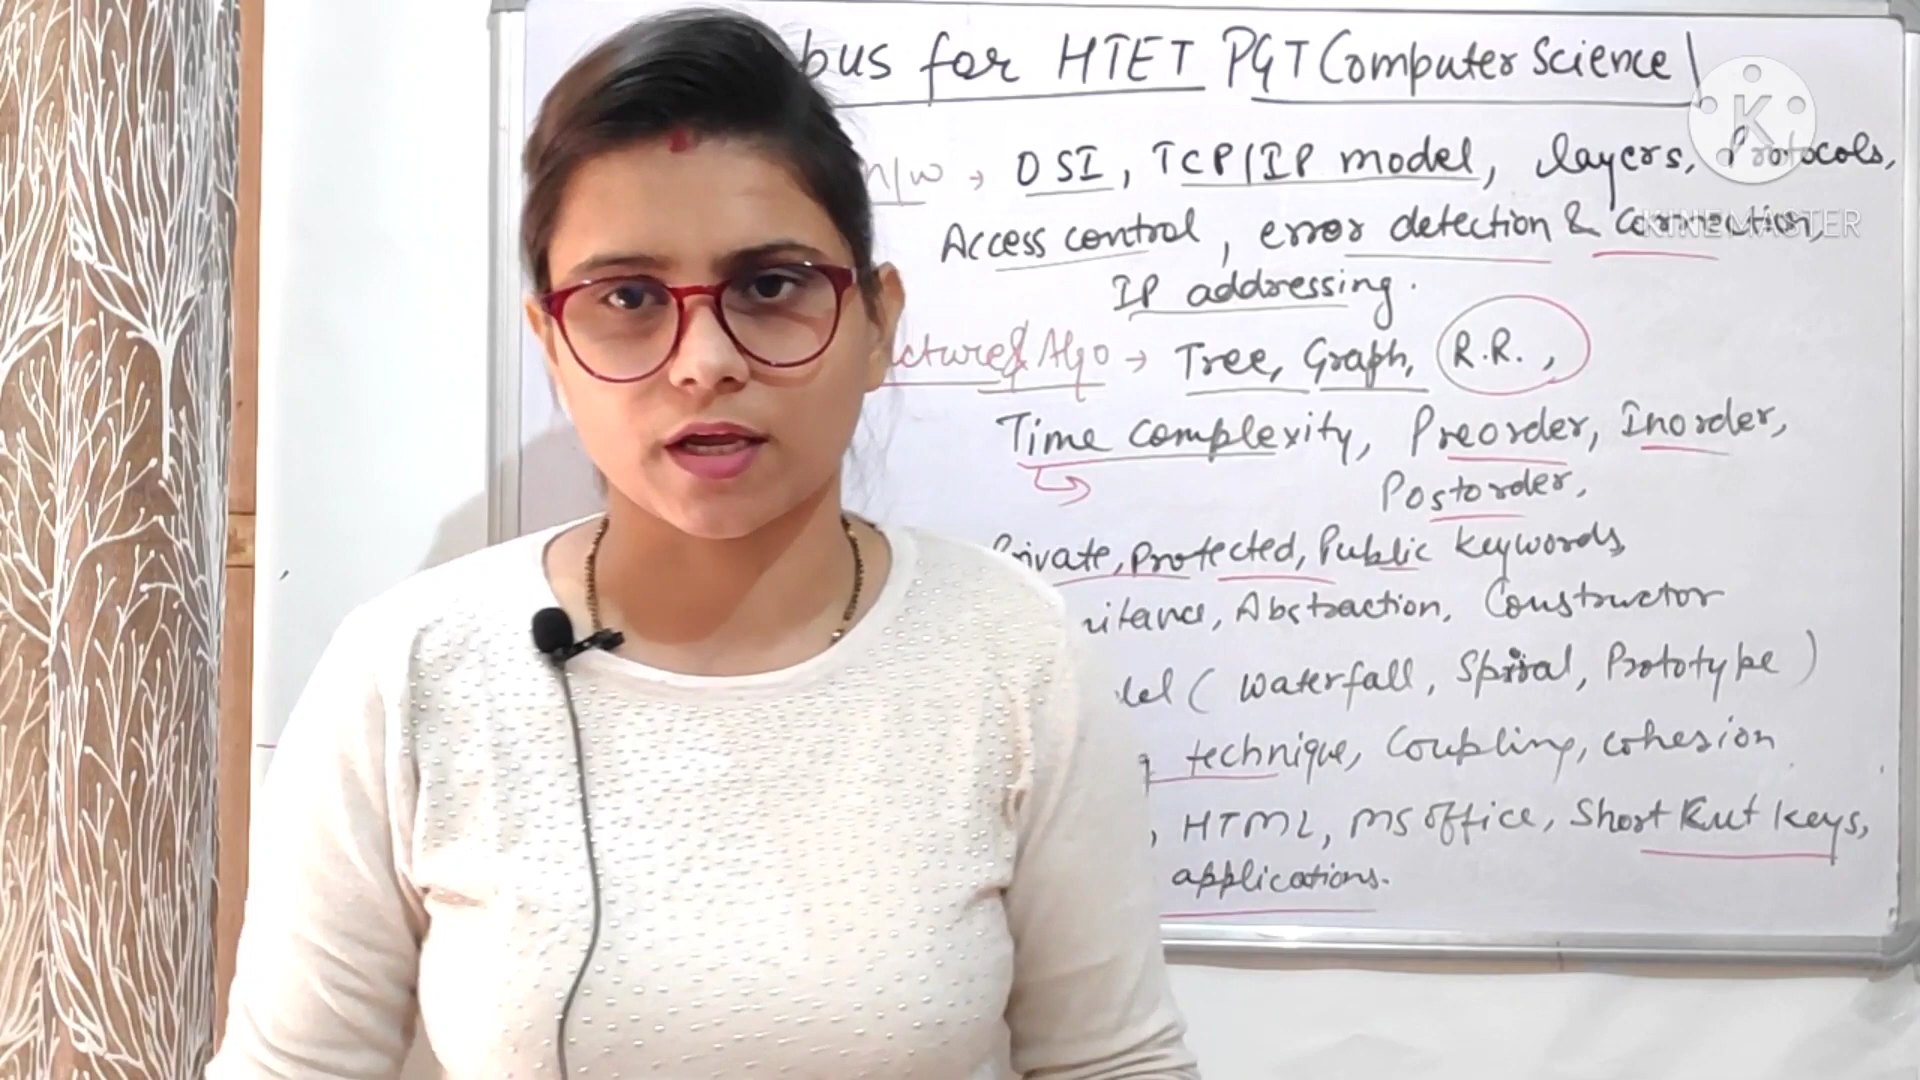 bus for HTET PGT Computer Science
n/w → OSI, TCP/IP model, layers, Protocols,
Access control, error detection & correction,
IP addressing.
cture & Algo → Tree, Graph, R.R.,
Time complexity, Preorder, Inorder,
Postorder,
Private, Protected, Public keywords
itance, Abstraction, Constructor
del ( waterfall, Spiral, Prototype )
g technique, Coupling, cohesion
, HTML, MS office, Short Kut keys,
applications.
K
KINEMASTER